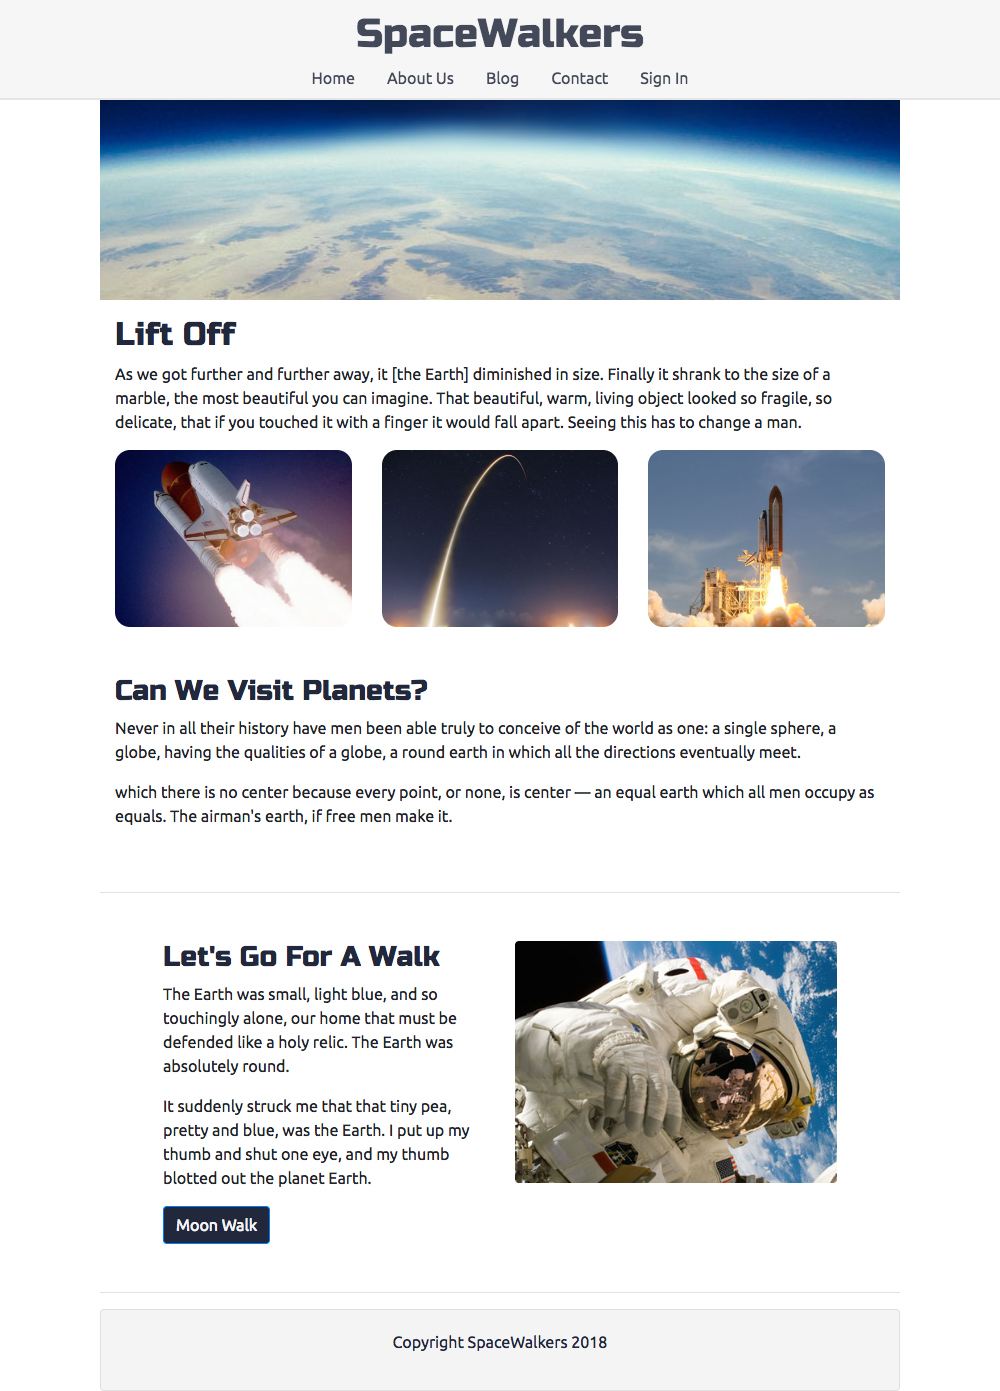 SpaceWalkers
Home About Us Blog Contact Sign In
Lift Off
As we got further and further away, it [the Earth] diminished in size. Finally it shrank to the size of a
marble, the most beautiful you can imagine. That beautiful, warm, living object looked so fragile, so
delicate, that if you touched it with a finger it would fall apart. Seeing this has to change a man.
Can We Visit Planets?
Never in all their history have men been able truly to conceive of the world as one: a single sphere, a
globe, having the qualities of a globe, a round earth in which all the directions eventually meet.
which there is no center because every point, or none, is center — an equal earth which all men occupy as
equals. The airman's earth, if free men make it.
Let's Go For A Walk
The Earth was small, light blue, and so
touchingly alone, our home that must be
defended like a holy relic. The Earth was
absolutely round.
It suddenly struck me that that tiny pea,
pretty and blue, was the Earth. I put up my
thumb and shut one eye, and my thumb
blotted out the planet Earth.
Moon Walk
Copyright SpaceWalkers 2018